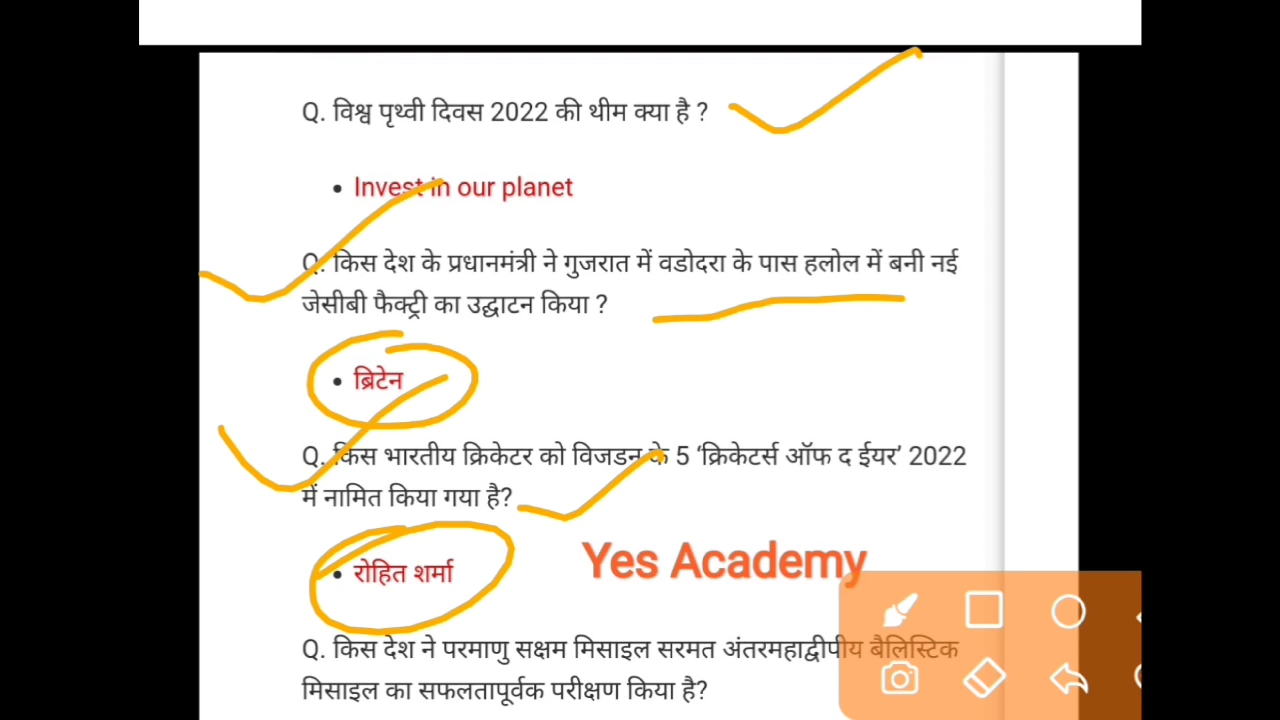 Q. विश्व पृथ्वी दिवस 2022 की थीम क्या है ?
• Invest in our planet
Q. किस देश के प्रधानमंत्री ने गुजरात में वडोदरा के पास हलोल में बनी नई
जेसीबी फैक्ट्री का उद्घाटन किया ?
• ब्रिटेन
Q. किस भारतीय क्रिकेटर को विजडन के 5 ‘क्रिकेटर्स ऑफ द ईयर’ 2022
में नामित किया गया है?
• रोहित शर्मा
Yes Academy
Q. किस देश ने परमाणु सक्षम मिसाइल सरमत अंतरमहाद्वीपीय बैलिस्टिक
मिसाइल का सफलतापूर्वक परीक्षण किया है?